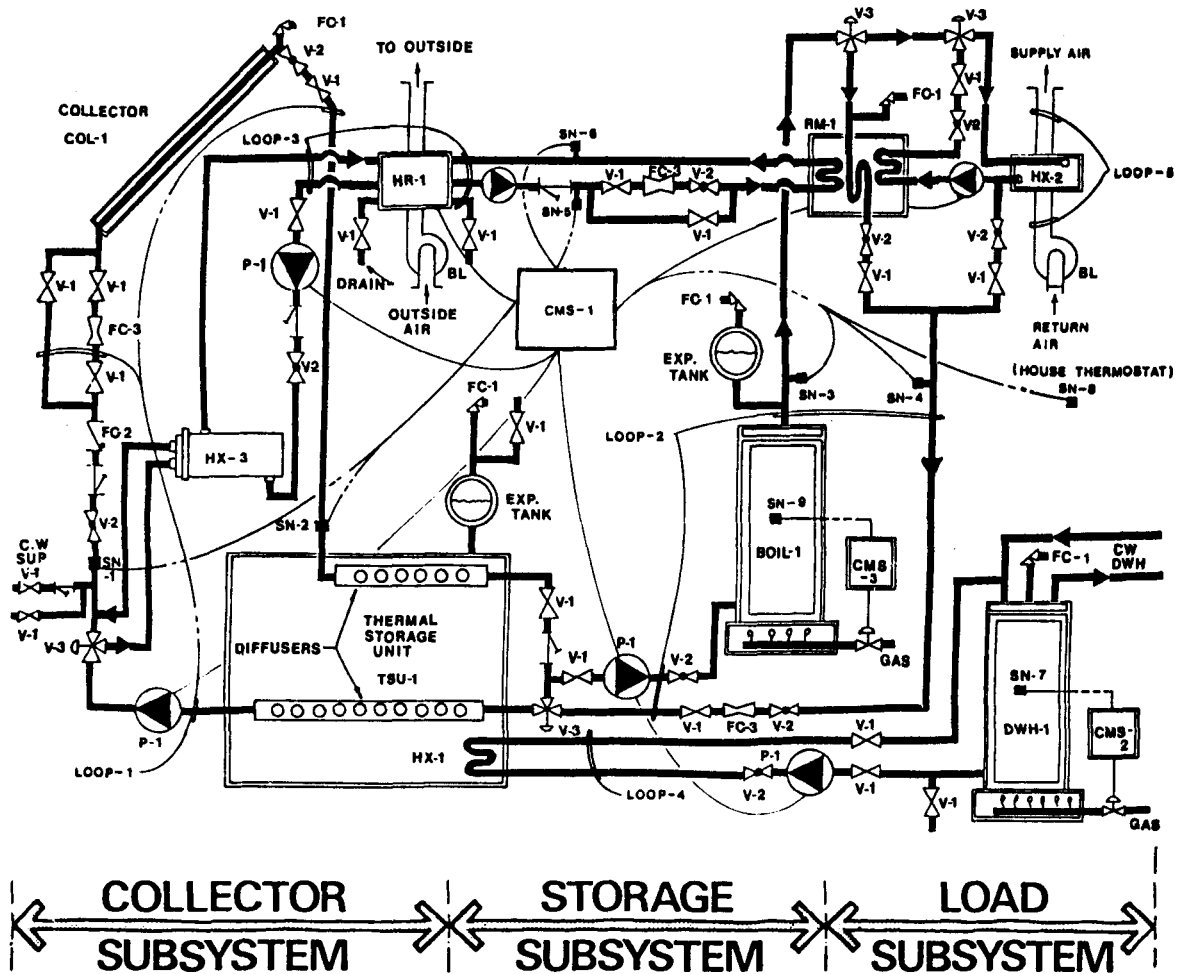 FC-1
V-2
V-1
TO OUTSIDE
V-3
V-3
SUPPLY AIR
COLLECTOR
COL-1
LOOP-3
SN-6
RM-1
FO-1
V-1
V2
HR-1
V-1
FC-3
V-2
HX-2
LOOP-5
SN-5
V-1
V-1
V-1
V-1
P-1
DRAIN
BL
OUTSIDE
AIR
CMS-1
V-2
V-1
V-2
V-1
BL
RETURN
AIR
V-1
V-1
FC-3
V-1
FC-1
EXP.
TANK
V2
(HOUSE THERMOSTAT)
SN-8
SN-3
SN-4
FC-1
V-1
FC-2
HX-3
LOOP-2
EXP.
TANK
SN-2
V-2
SN
-1
C.W
SUP
V-1
V-1
V-3
SN-9
BOIL-1
CMS
-3
GAS
CW
DWH
FC-1
DIFFUSERS
THERMAL
STORAGE
UNIT
TSU-1
V-1
V-1
P-1
V-2
P-1
V-3
V-1
FC-3
V-2
V-1
SN-7
DWH-1
CMS-
2
GAS
LOOP-1
HX-1
LOOP-4
P-1
V-2
V-1
V-1
COLLECTOR
SUBSYSTEM
STORAGE
SUBSYSTEM
LOAD
SUBSYSTEM